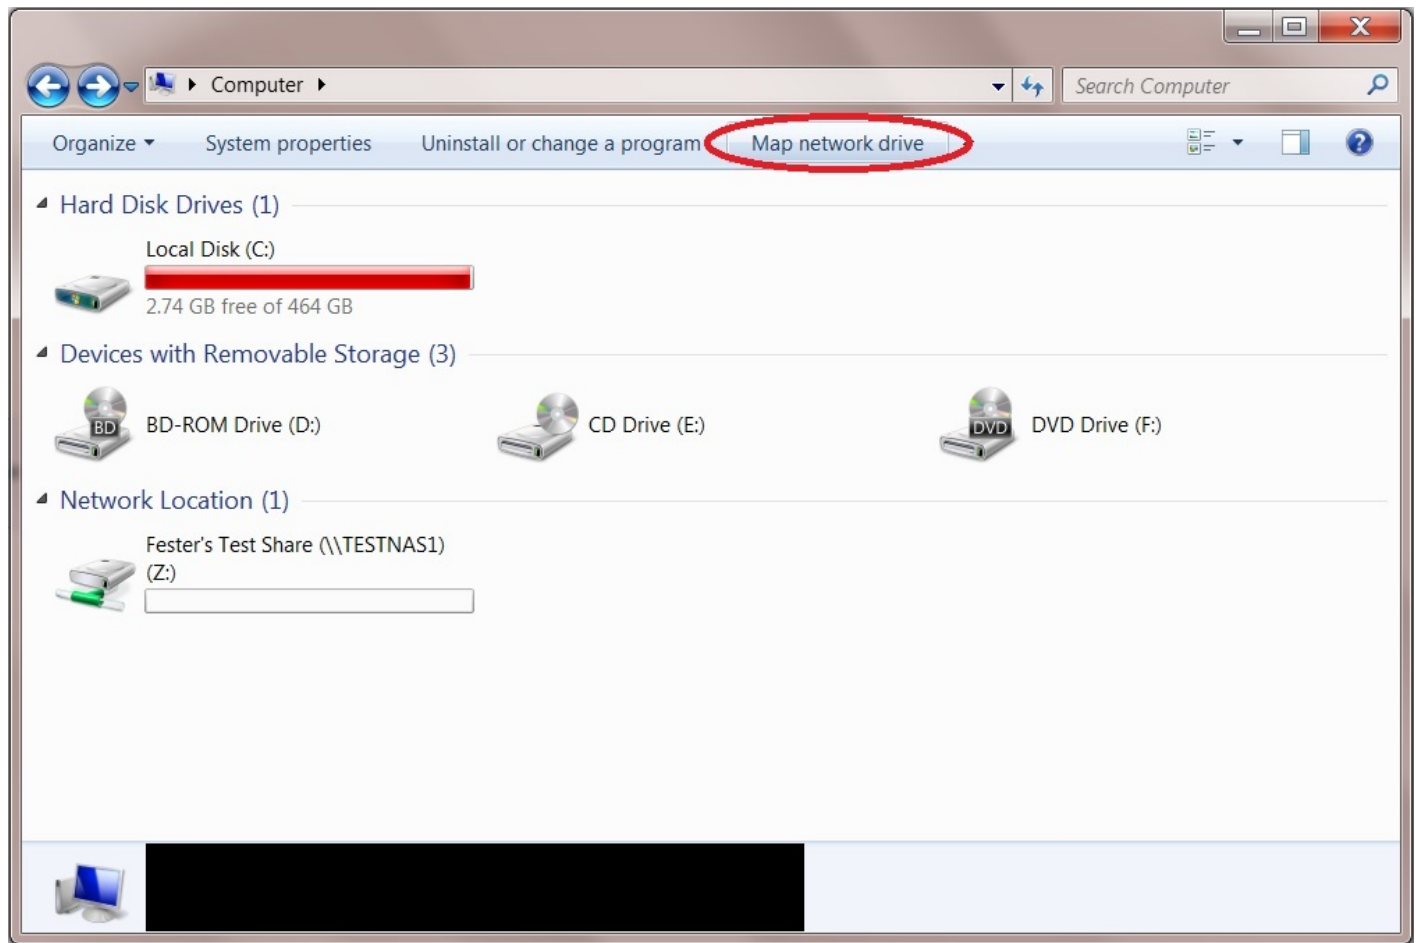 Computer
Search Computer
Organize System properties Uninstall or change a program Map network drive
Hard Disk Drives (1)
Local Disk (C:)
2.74 GB free of 464 GB
Devices with Removable Storage (3)
BD
BD-ROM Drive (D:)
CD Drive (E:)
DVD
DVD Drive (F:)
Network Location (1)
Fester's Test Share (\\TESTNAS1)
(Z:)